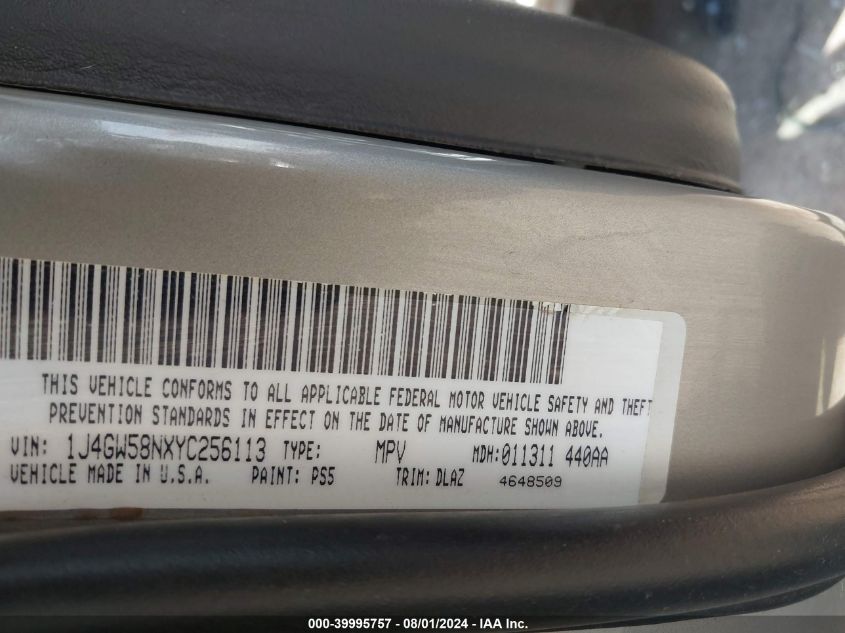 THIS VEHICLE CONFORMS TO ALL APPLICABLE FEDERAL MOTOR VEHICLE SAFETY AND THEFT
PREVENTION STANDARDS IN EFFECT ON THE DATE OF MANUFACTURE SHOWN ABOVE.
VIN: 1J4GW58NXYC256113 TYPE: MPV MDH:011311 440AA
VEHICLE MADE IN U.S.A. PAINT: PS5 TRIM: DLAZ 4648509
000-39995757 - 08/01/2024 - IAA Inc.